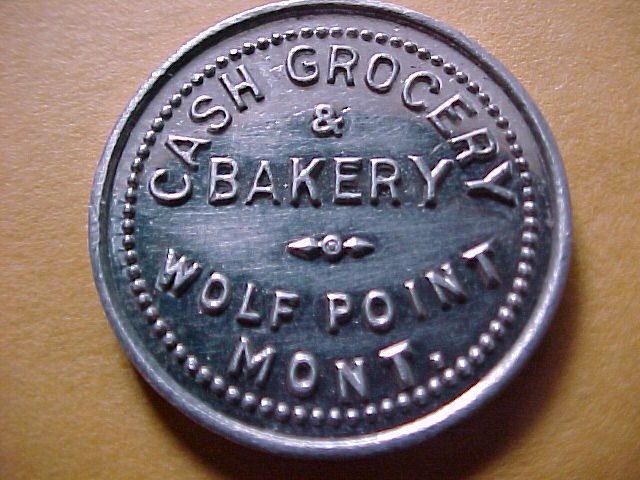 CASH GROCERY
&
BAKERY
WOLF POINT
MONT.